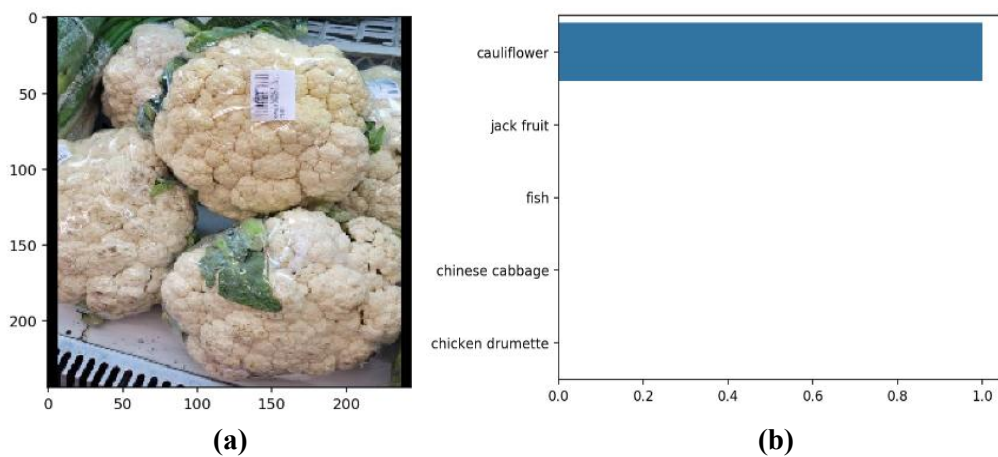 0
50
100
150
200
0 50 100 150 200
(a)
cauliflower
jack fruit
fish
chinese cabbage
chicken drumette
0.0 0.2 0.4 0.6 0.8 1.0
(b)